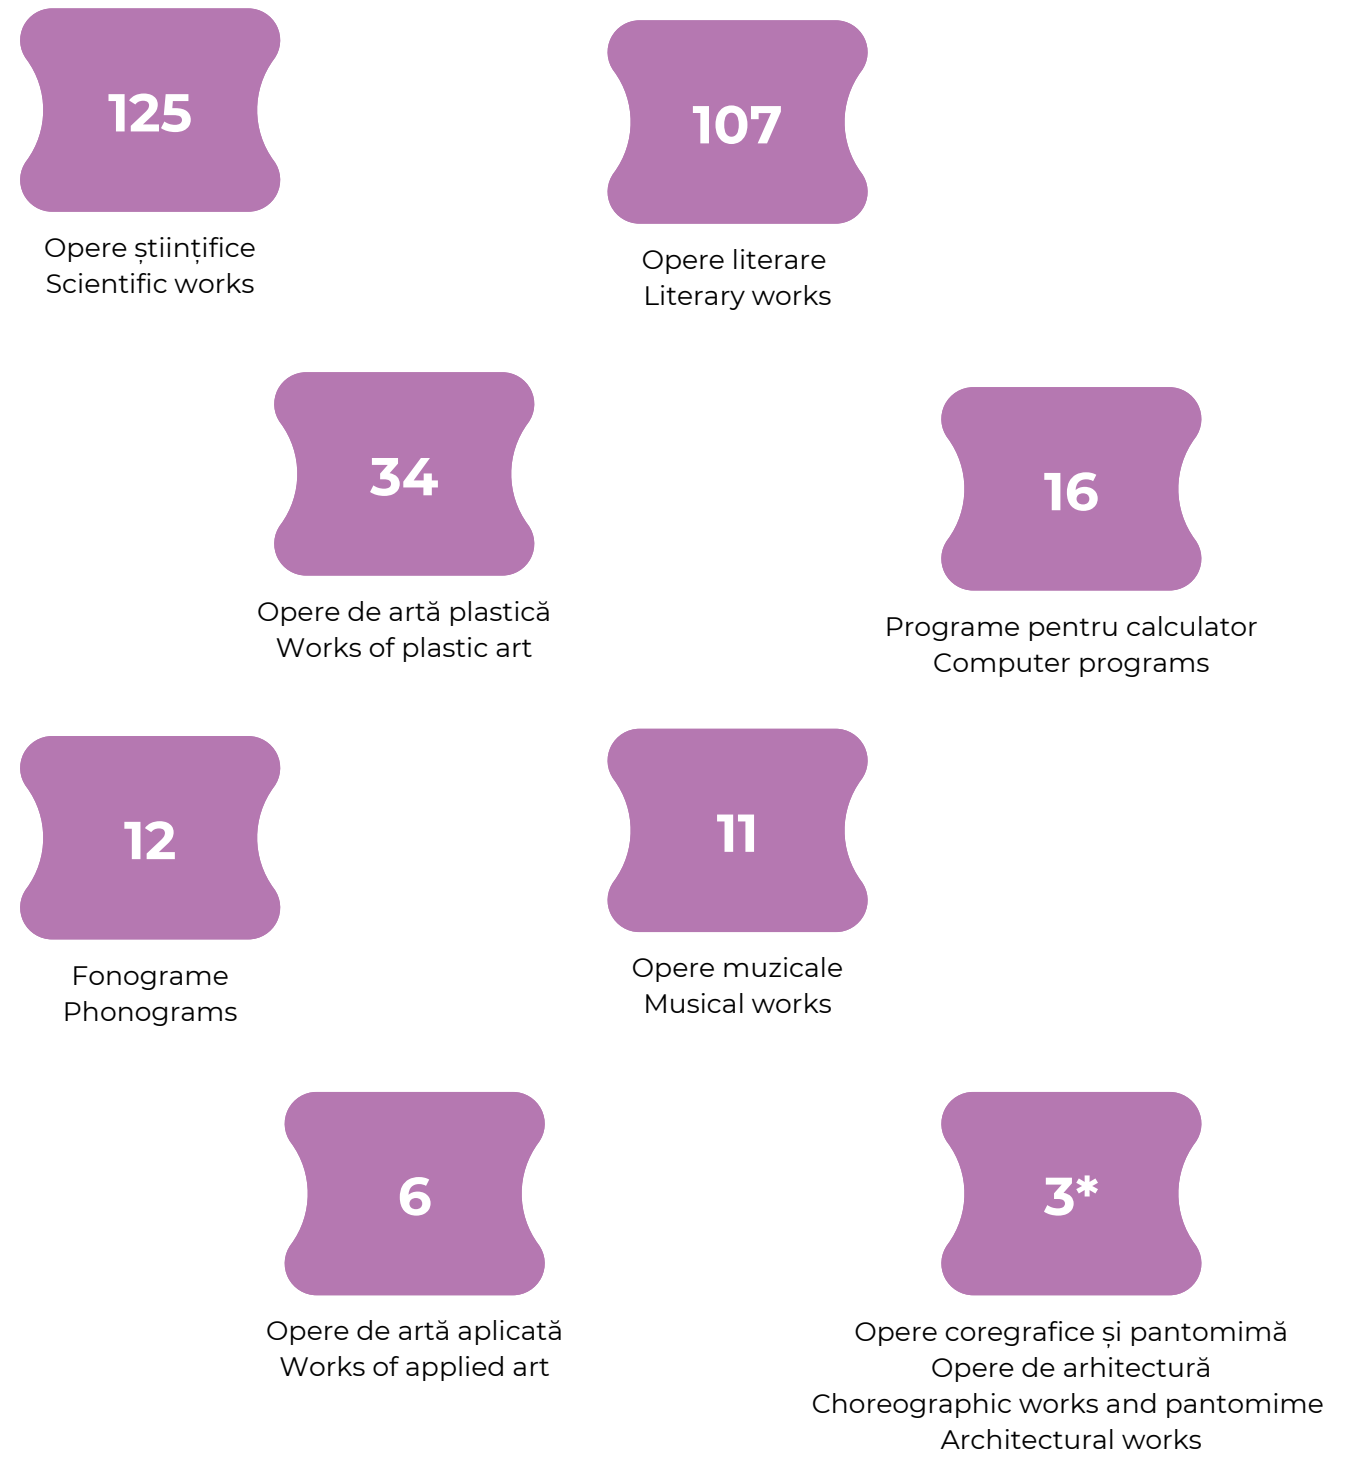 125
Opere științifice
Scientific works
107
Opere literare
Literary works
34
Opere de artă plastică
Works of plastic art
16
Programe pentru calculator
Computer programs
12
Fonograme
Phonograms
11
Opere muzicale
Musical works
6
Opere de artă aplicată
Works of applied art
3*
Opere coregrafice și pantomimă
Opere de arhitectură
Choreographic works and pantomime
Architectural works